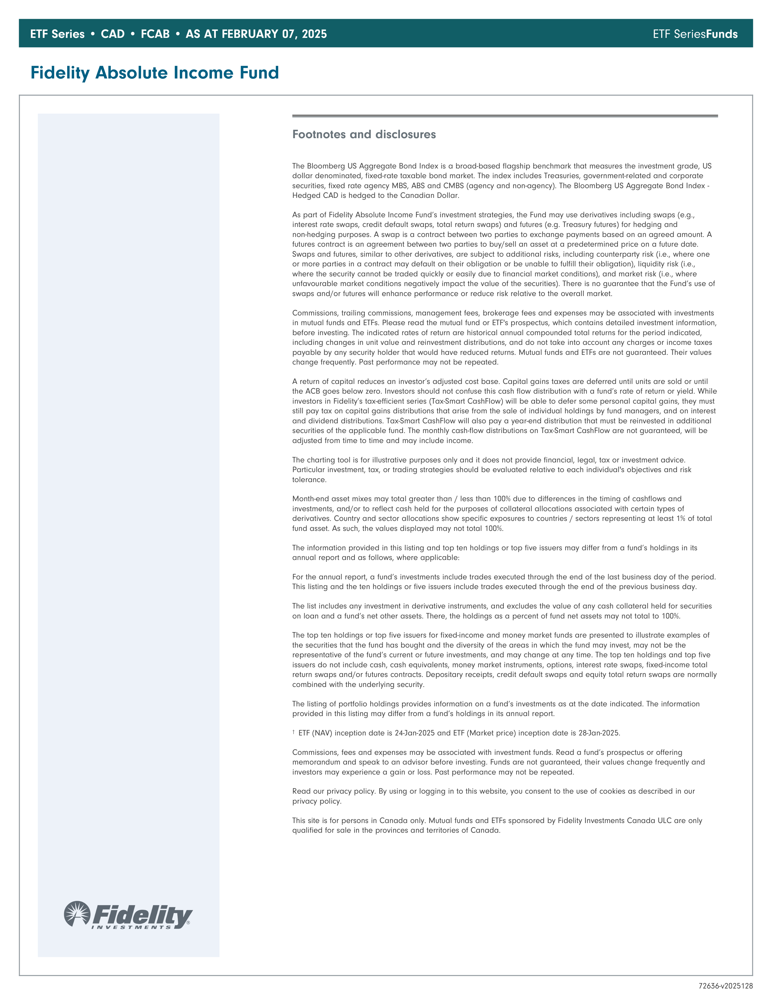 ETF Series • CAD • FCAB • AS AT FEBRUARY 07, 2025
ETF SeriesFunds
Fidelity Absolute Income Fund
Footnotes and disclosures
The Bloomberg US Aggregate Bond Index is a broad-based flagship benchmark that measures the investment grade, US
dollar denominated, fixed-rate taxable bond market. The index includes Treasuries, government-related and corporate
securities, fixed rate agency MBS, ABS and CMBS (agency and non-agency). The Bloomberg US Aggregate Bond Index -
Hedged CAD is hedged to the Canadian Dollar.
As part of Fidelity Absolute Income Fund’s investment strategies, the Fund may use derivatives including swaps (e.g.,
interest rate swaps, credit default swaps, total return swaps) and futures (e.g. Treasury futures) for hedging and
non-hedging purposes. A swap is a contract between two parties to exchange payments based on an agreed amount. A
futures contract is an agreement between two parties to buy/sell an asset at a predetermined price on a future date.
Swaps and futures, similar to other derivatives, are subject to additional risks, including counterparty risk (i.e., where one
or more parties in a contract may default on their obligation or be unable to fulfill their obligation), liquidity risk (i.e.,
where the security cannot be traded quickly or easily due to financial market conditions), and market risk (i.e., where
unfavourable market conditions negatively impact the value of the securities). There is no guarantee that the Fund’s use of
swaps and/or futures will enhance performance or reduce risk relative to the overall market.
Commissions, trailing commissions, management fees, brokerage fees and expenses may be associated with investments
in mutual funds and ETFs. Please read the mutual fund or ETF's prospectus, which contains detailed investment information,
before investing. The indicated rates of return are historical annual compounded total returns for the period indicated,
including changes in unit value and reinvestment distributions, and do not take into account any charges or income taxes
payable by any security holder that would have reduced returns. Mutual funds and ETFs are not guaranteed. Their values
change frequently. Past performance may not be repeated.
A return of capital reduces an investor’s adjusted cost base. Capital gains taxes are deferred until units are sold or until
the ACB goes below zero. Investors should not confuse this cash flow distribution with a fund’s rate of return or yield. While
investors in Fidelity’s tax-efficient series (Tax-Smart CashFlow) will be able to defer some personal capital gains, they must
still pay tax on capital gains distributions that arise from the sale of individual holdings by fund managers, and on interest
and dividend distributions. Tax-Smart CashFlow will also pay a year-end distribution that must be reinvested in additional
securities of the applicable fund. The monthly cash-flow distributions on Tax-Smart CashFlow are not guaranteed, will be
adjusted from time to time and may include income.
The charting tool is for illustrative purposes only and it does not provide financial, legal, tax or investment advice.
Particular investment, tax, or trading strategies should be evaluated relative to each individual's objectives and risk
tolerance.
Month-end asset mixes may total greater than / less than 100% due to differences in the timing of cashflows and
investments, and/or to reflect cash held for the purposes of collateral allocations associated with certain types of
derivatives. Country and sector allocations show specific exposures to countries / sectors representing at least 1% of total
fund asset. As such, the values displayed may not total 100%.
The information provided in this listing and top ten holdings or top five issuers may differ from a fund’s holdings in its
annual report and as follows, where applicable:
For the annual report, a fund’s investments include trades executed through the end of the last business day of the period.
This listing and the ten holdings or five issuers include trades executed through the end of the previous business day.
The list includes any investment in derivative instruments, and excludes the value of any cash collateral held for securities
on loan and a fund’s net other assets. There, the holdings as a percent of fund net assets may not total to 100%.
The top ten holdings or top five issuers for fixed-income and money market funds are presented to illustrate examples of
the securities that the fund has bought and the diversity of the areas in which the fund may invest, may not be the
representative of the fund’s current or future investments, and may change at any time. The top ten holdings and top five
issuers do not include cash, cash equivalents, money market instruments, options, interest rate swaps, fixed-income total
return swaps and/or futures contracts. Depositary receipts, credit default swaps and equity total return swaps are normally
combined with the underlying security.
The listing of portfolio holdings provides information on a fund’s investments as at the date indicated. The information
provided in this listing may differ from a fund’s holdings in its annual report.
† ETF (NAV) inception date is 24-Jan-2025 and ETF (Market price) inception date is 28-Jan-2025.
Commissions, fees and expenses may be associated with investment funds. Read a fund’s prospectus or offering
memorandum and speak to an advisor before investing. Funds are not guaranteed, their values change frequently and
investors may experience a gain or loss. Past performance may not be repeated.
Read our privacy policy. By using or logging in to this website, you consent to the use of cookies as described in our
privacy policy.
This site is for persons in Canada only. Mutual funds and ETFs sponsored by Fidelity Investments Canada ULC are only
qualified for sale in the provinces and territories of Canada.
Fidelity®
INVESTMENTS
72636-v2025128